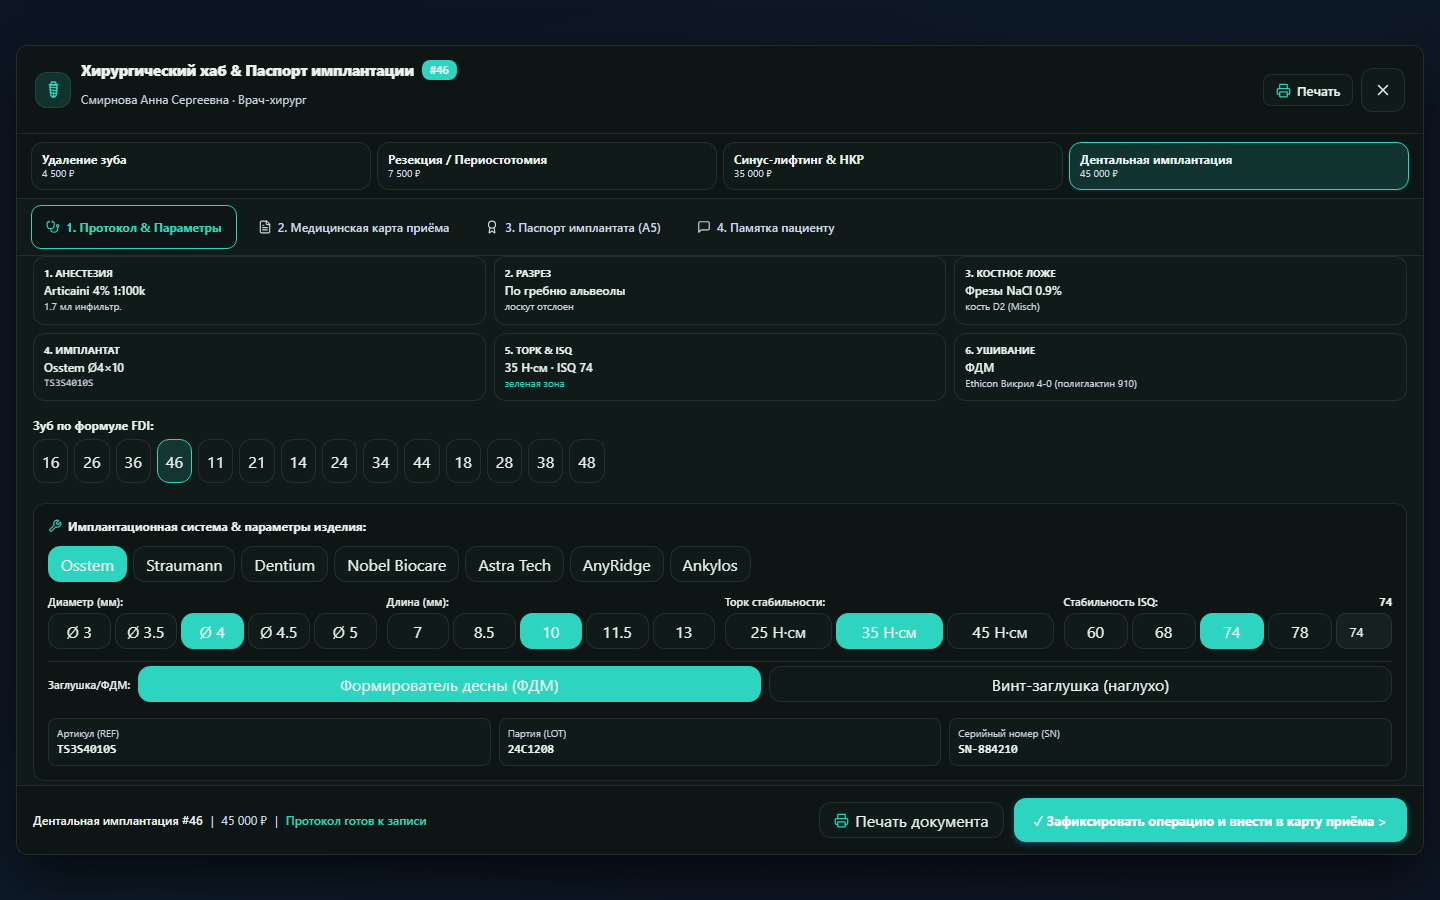 Хирургический хаб & Паспорт имплантации #46
Смирнова Анна Сергеевна · Врач-хирург
Печать
Удаление зуба
4 500 ₽
Резекция / Периостотомия
7 500 ₽
Синус-лифтинг & НКР
35 000 ₽
Дентальная имплантация
45 000 ₽
1. Протокол & Параметры
2. Медицинская карта приёма
3. Паспорт имплантата (А5)
4. Памятка пациенту
1. АНЕСТЕЗИЯ
Articaini 4% 1:100k
1.7 мл инфильтр.
2. РАЗРЕЗ
По гребню альвеолы
лоскут отслоен
3. КОСТНОЕ ЛОЖЕ
Фрезы NaCl 0.9%
кость D2 (Misch)
4. ИМПЛАНТАТ
Osstem Ø4×10
TS3S4010S
5. ТОРК & ISQ
35 Н·см · ISQ 74
зеленая зона
6. УШИВАНИЕ
ФДМ
Ethicon Викрил 4-0 (полиглактин 910)
Зуб по формуле FDI:
16 26 36 46 11 21 14 24 34 44 18 28 38 48
Имплантационная система & параметры изделия:
Osstem Straumann Dentium Nobel Biocare Astra Tech AnyRidge Ankylos
Диаметр (мм):
Ø 3 Ø 3.5 Ø 4 Ø 4.5 Ø 5
Длина (мм):
7 8.5 10 11.5 13
Торк стабильности:
25 Н·см 35 Н·см 45 Н·см
Стабильность ISQ: 74
60 68 74 78 74
Заглушка/ФДМ: Формирователь десны (ФДМ) Винт-заглушка (наглухо)
Артикул (REF)
TS3S4010S
Партия (LOT)
24C1208
Серийный номер (SN)
SN-884210
Дентальная имплантация #46 | 45 000 ₽ | Протокол готов к записи
Печать документа
✓ Зафиксировать операцию и внести в карту приёма >